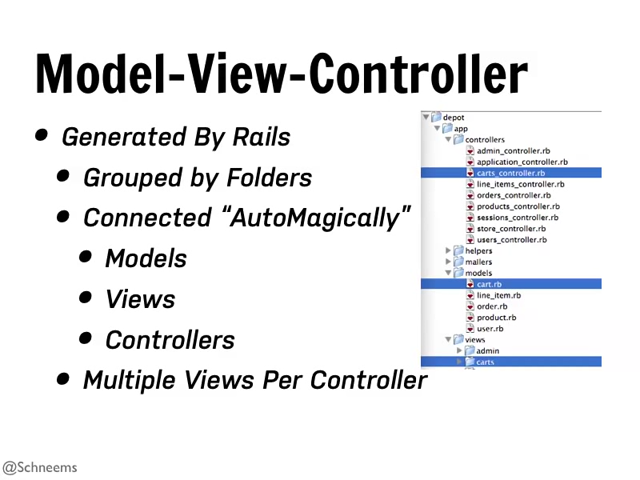 Model-View-Controller
Generated By Rails
Grouped by Folders
Connected “AutoMagically”
Models
Views
Controllers
Multiple Views Per Controller
depot
app
controllers
admin_controller.rb
application_controller.rb
carts_controller.rb
line_items_controller.rb
orders_controller.rb
products_controller.rb
sessions_controller.rb
store_controller.rb
users_controller.rb
helpers
mailers
models
cart.rb
line_item.rb
order.rb
product.rb
user.rb
views
admin
carts
@Schneems